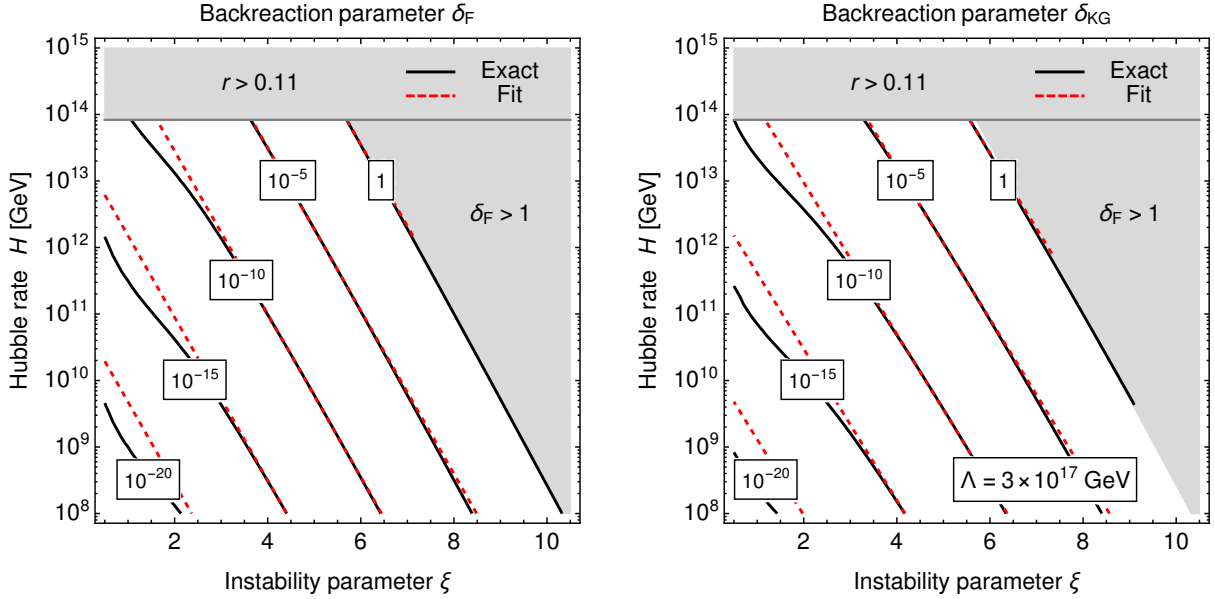 Backreaction parameter δF
10^15
10^14
10^13
10^12
10^11
10^10
10^9
10^8
Hubble rate H [GeV]
r > 0.11
Exact
Fit
10^-5
1
δF > 1
10^-10
10^-15
10^-20
2
4
6
8
10
Instability parameter ξ
Backreaction parameter δKG
10^15
10^14
10^13
10^12
10^11
10^10
10^9
10^8
Hubble rate H [GeV]
r > 0.11
Exact
Fit
10^-5
1
δF > 1
10^-10
10^-15
10^-20
Λ = 3 × 10^17 GeV
2
4
6
8
10
Instability parameter ξ